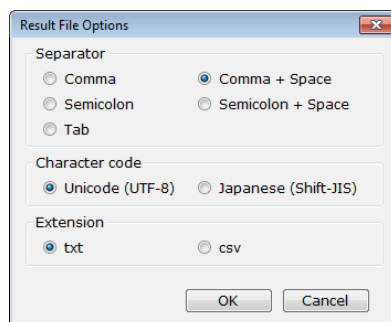 Result File Options
Separator
Comma
Comma + Space
Semicolon
Semicolon + Space
Tab
Character code
Unicode (UTF-8)
Japanese (Shift-JIS)
Extension
txt
csv
OK
Cancel